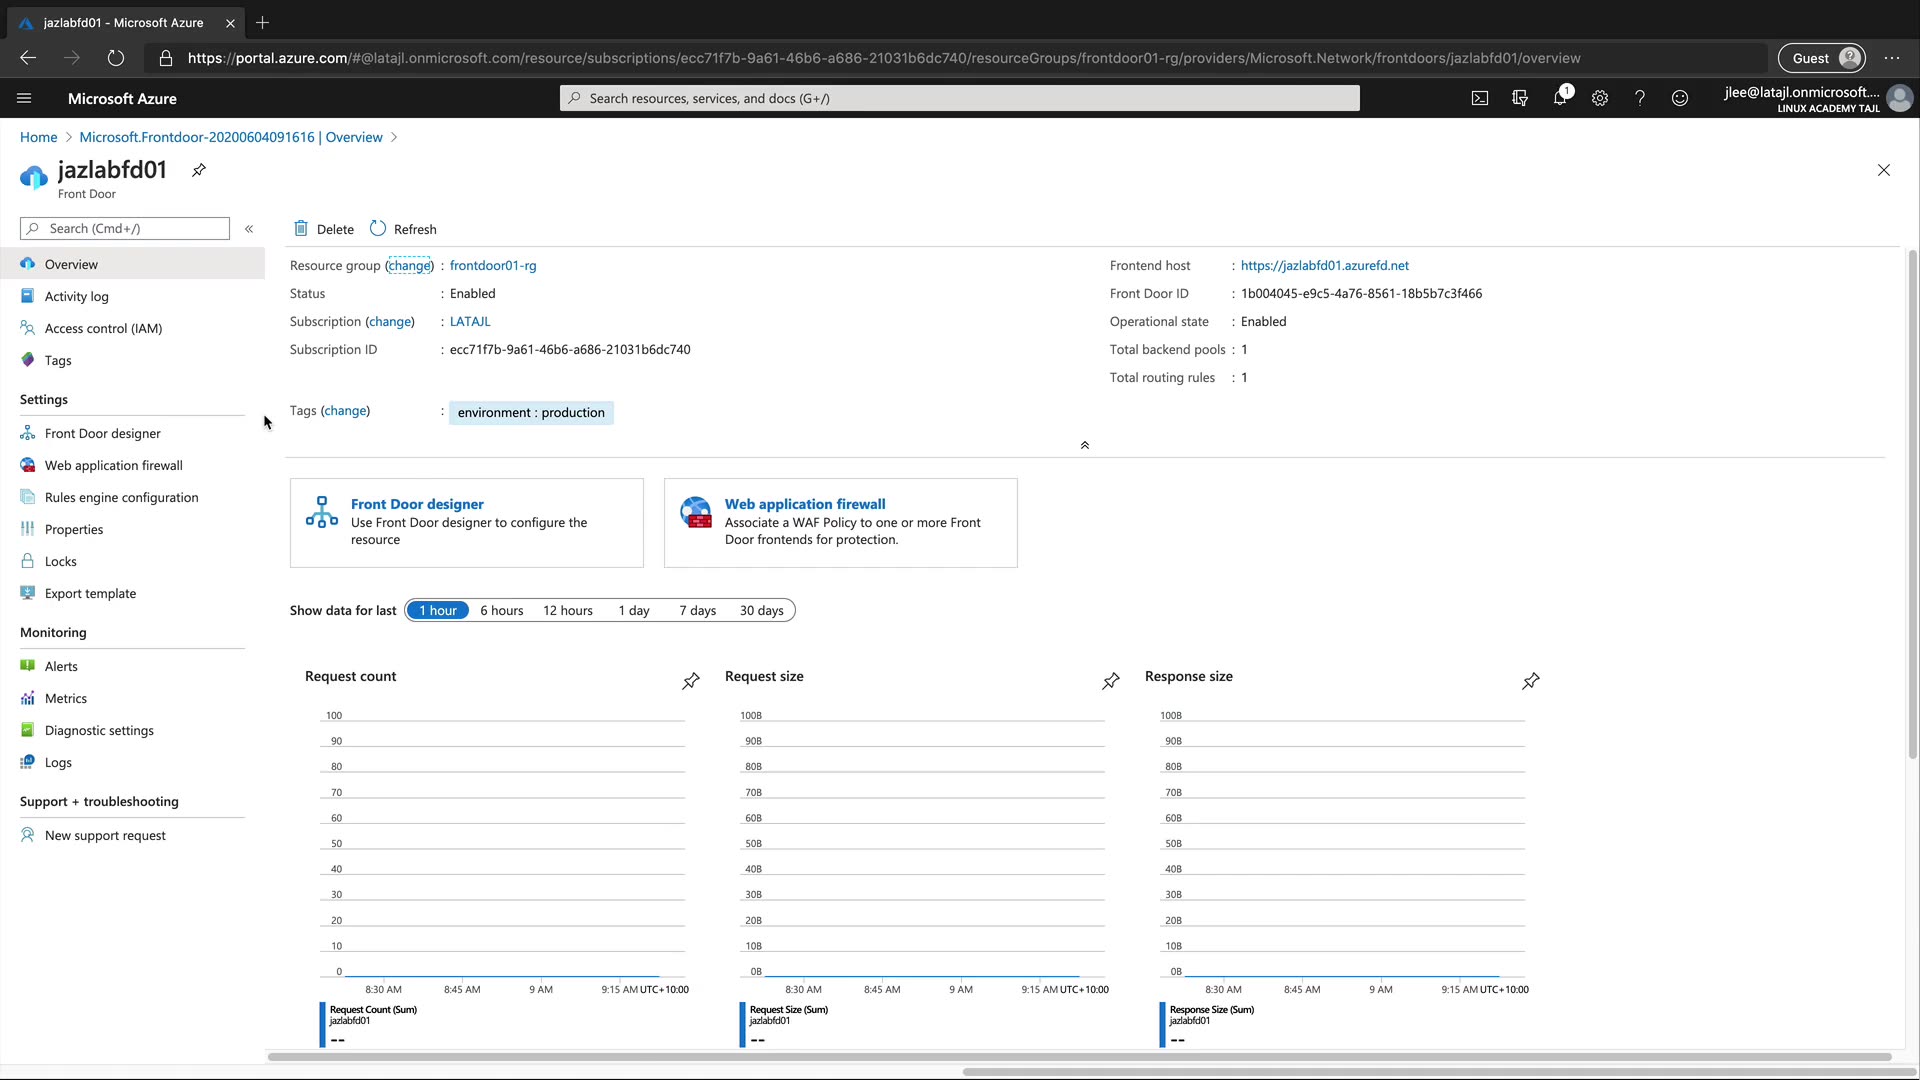 jazlabfd01 - Microsoft Azure
https://portal.azure.com/#@latajl.onmicrosoft.com/resource/subscriptions/ecc71f7b-9a61-46b6-a686-21031b6dc740/resourceGroups/frontdoor01-rg/providers/Microsoft.Network/frontdoors/jazlabfd01/overview
Guest
Microsoft Azure
Search resources, services, and docs (G+/)
1
jlee@latajl.onmicrosoft....
LINUX ACADEMY TAJL
Home > Microsoft.Frontdoor-20200604091616 | Overview >
jazlabfd01
Front Door
Search (Cmd+/)
«
Overview
Activity log
Access control (IAM)
Tags
Settings
Front Door designer
Web application firewall
Rules engine configuration
Properties
Locks
Export template
Monitoring
Alerts
Metrics
Diagnostic settings
Logs
Support + troubleshooting
New support request
Delete
Refresh
Resource group (change) : frontdoor01-rg
Status : Enabled
Subscription (change) : LATAJL
Subscription ID : ecc71f7b-9a61-46b6-a686-21031b6dc740
Tags (change) : environment : production
Frontend host : https://jazlabfd01.azurefd.net
Front Door ID : 1b004045-e9c5-4a76-8561-18b5b7c3f466
Operational state : Enabled
Total backend pools : 1
Total routing rules : 1
Front Door designer
Use Front Door designer to configure the
resource
Web application firewall
Associate a WAF Policy to one or more Front
Door frontends for protection.
Show data for last 1 hour 6 hours 12 hours 1 day 7 days 30 days
Request count
100
90
80
70
60
50
40
30
20
10
0
8:30 AM 8:45 AM 9 AM 9:15 AM UTC+10:00
Request Count (Sum)
jazlabfd01
--
Request size
100B
90B
80B
70B
60B
50B
40B
30B
20B
10B
0B
8:30 AM 8:45 AM 9 AM 9:15 AM UTC+10:00
Request Size (Sum)
jazlabfd01
--
Response size
100B
90B
80B
70B
60B
50B
40B
30B
20B
10B
0B
8:30 AM 8:45 AM 9 AM 9:15 AM UTC+10:00
Response Size (Sum)
jazlabfd01
--